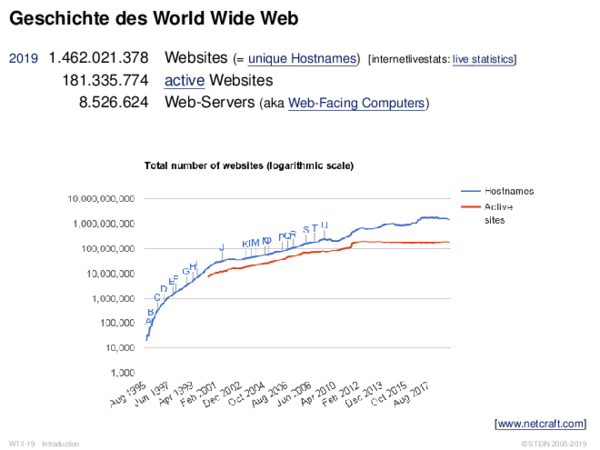 Geschichte des World Wide Web
2019 1.462.021.378 Websites (= unique Hostnames) [internetlivestats: live statistics]
181.335.774 active Websites
8.526.624 Web-Servers (aka Web-Facing Computers)
Total number of websites (logarithmic scale)
Hostnames
Active
sites
10,000,000,000
1,000,000,000
100,000,000
10,000,000
1,000,000
100,000
10,000
1,000
A B C D E F G H I J K L M N O P Q R S T U
Aug 1995 Jun 1997 Apr 1999 Feb 2001 Dec 2002 Oct 2004 Aug 2006 Jun 2008 Apr 2010 Feb 2012 Dec 2013 Oct 2015 Aug 2017
[www.netcraft.com]
WT:I-19 Introduction © STEIN 2005-2019